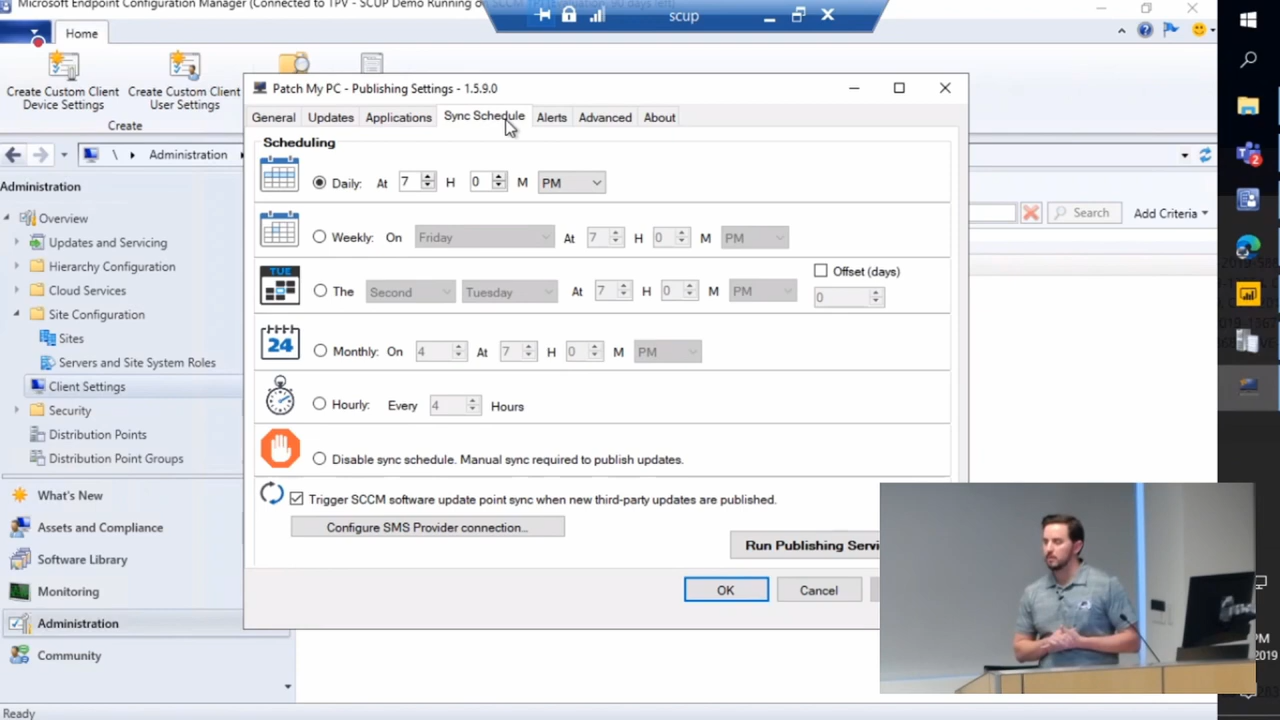 Microsoft Endpoint Configuration Manager (Connected to TPV - SCUP Demo Running on
scup
Home
Create Custom Client Device Settings
Create Custom Client User Settings
Create
\ Administration
Search
Add Criteria
Administration
Overview
Updates and Servicing
Hierarchy Configuration
Cloud Services
Site Configuration
Sites
Servers and Site System Roles
Client Settings
Security
Distribution Points
Distribution Point Groups
What's New
Assets and Compliance
Software Library
Monitoring
Administration
Community
Ready
Patch My PC - Publishing Settings - 1.5.9.0
General Updates Applications Sync Schedule Alerts Advanced About
Scheduling
Daily: At 7 H 0 M PM
Weekly: On Friday At 7 H 0 M PM
TUE
The Second Tuesday At 7 H 0 M PM
Offset (days)
0
24
Monthly: On 4 At 7 H 0 M PM
Hourly: Every 4 Hours
Disable sync schedule. Manual sync required to publish updates.
Trigger SCCM software update point sync when new third-party updates are published.
Configure SMS Provider connection...
Run Publishing Servi
OK
Cancel
2
PM
2019